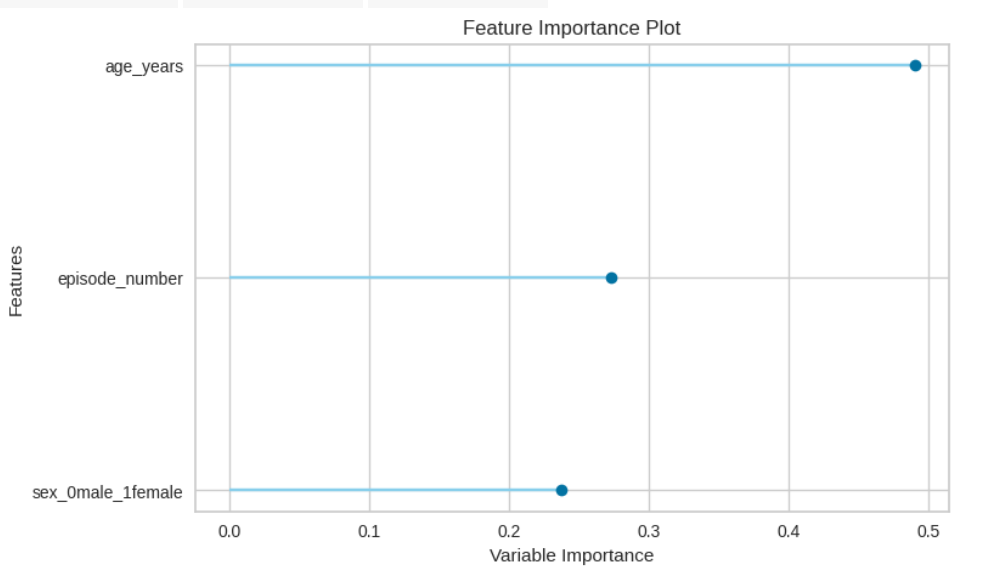 Feature Importance Plot
age_years
episode_number
sex_0male_1female
Features
0.0 0.1 0.2 0.3 0.4 0.5
Variable Importance